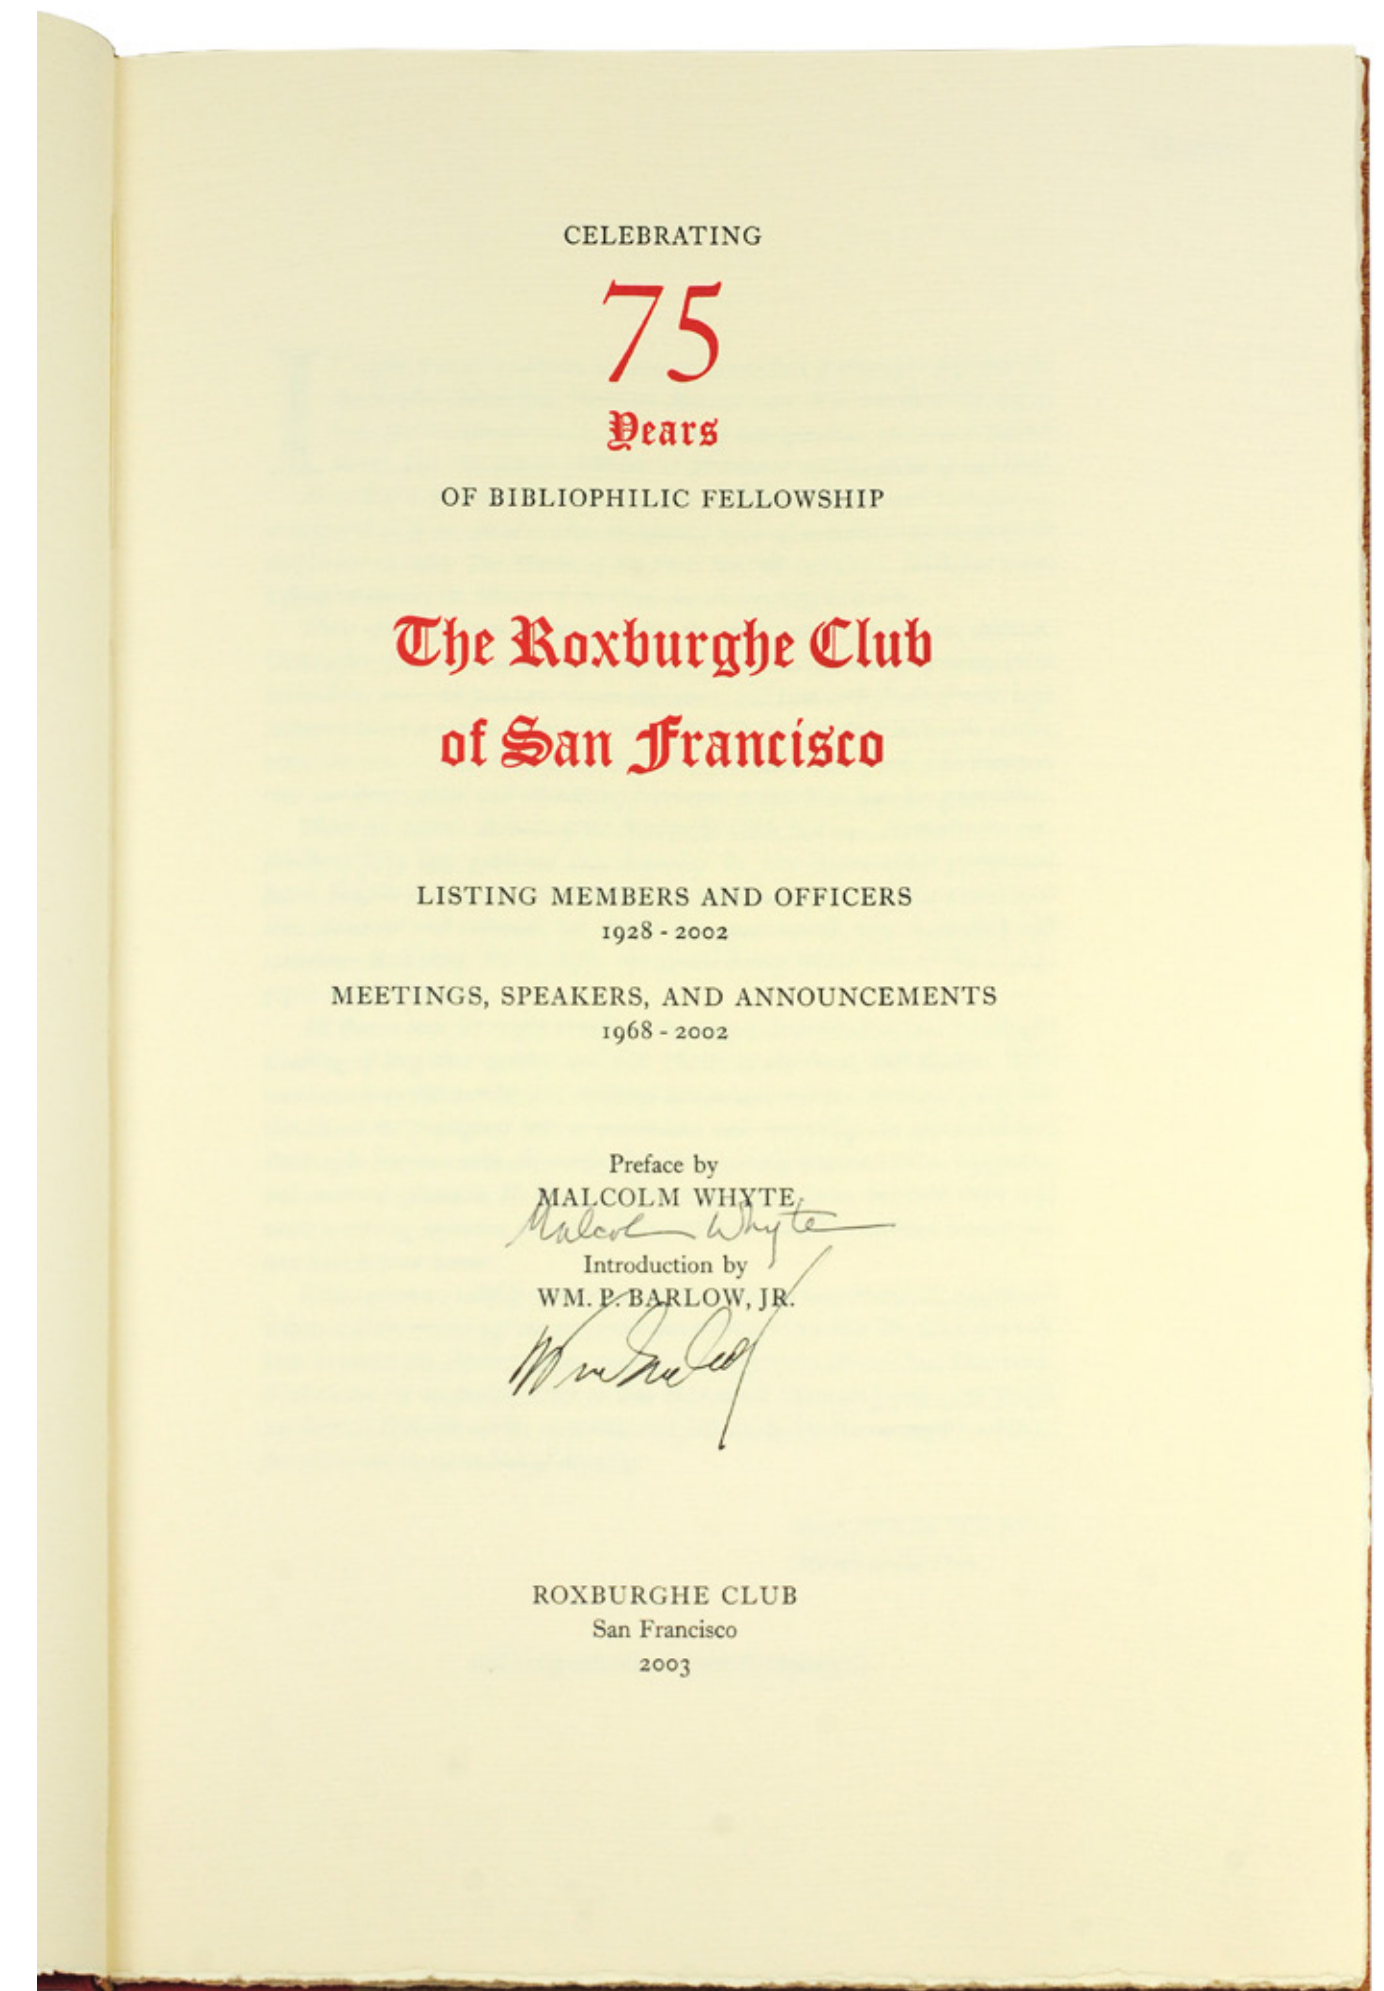 CELEBRATING
75
Years
OF BIBLIOPHILIC FELLOWSHIP
The Roxburghe Club
of San Francisco
LISTING MEMBERS AND OFFICERS
1928 - 2002
MEETINGS, SPEAKERS, AND ANNOUNCEMENTS
1968 - 2002
Preface by
MALCOLM WHYTE
Malcolm Whyte
Introduction by
WM. P. BARLOW, JR.
ROXBURGHE CLUB
San Francisco
2003